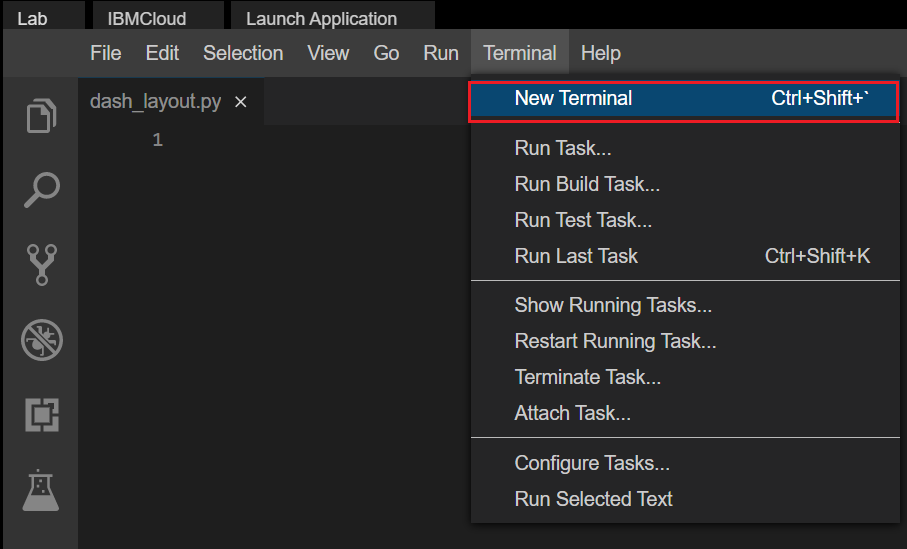 Lab IBMCloud Launch Application
File Edit Selection View Go Run Terminal Help
dash_layout.py ×
1
New Terminal Ctrl+Shift+`
Run Task...
Run Build Task...
Run Test Task...
Run Last Task Ctrl+Shift+K
Show Running Tasks...
Restart Running Task...
Terminate Task...
Attach Task...
Configure Tasks...
Run Selected Text